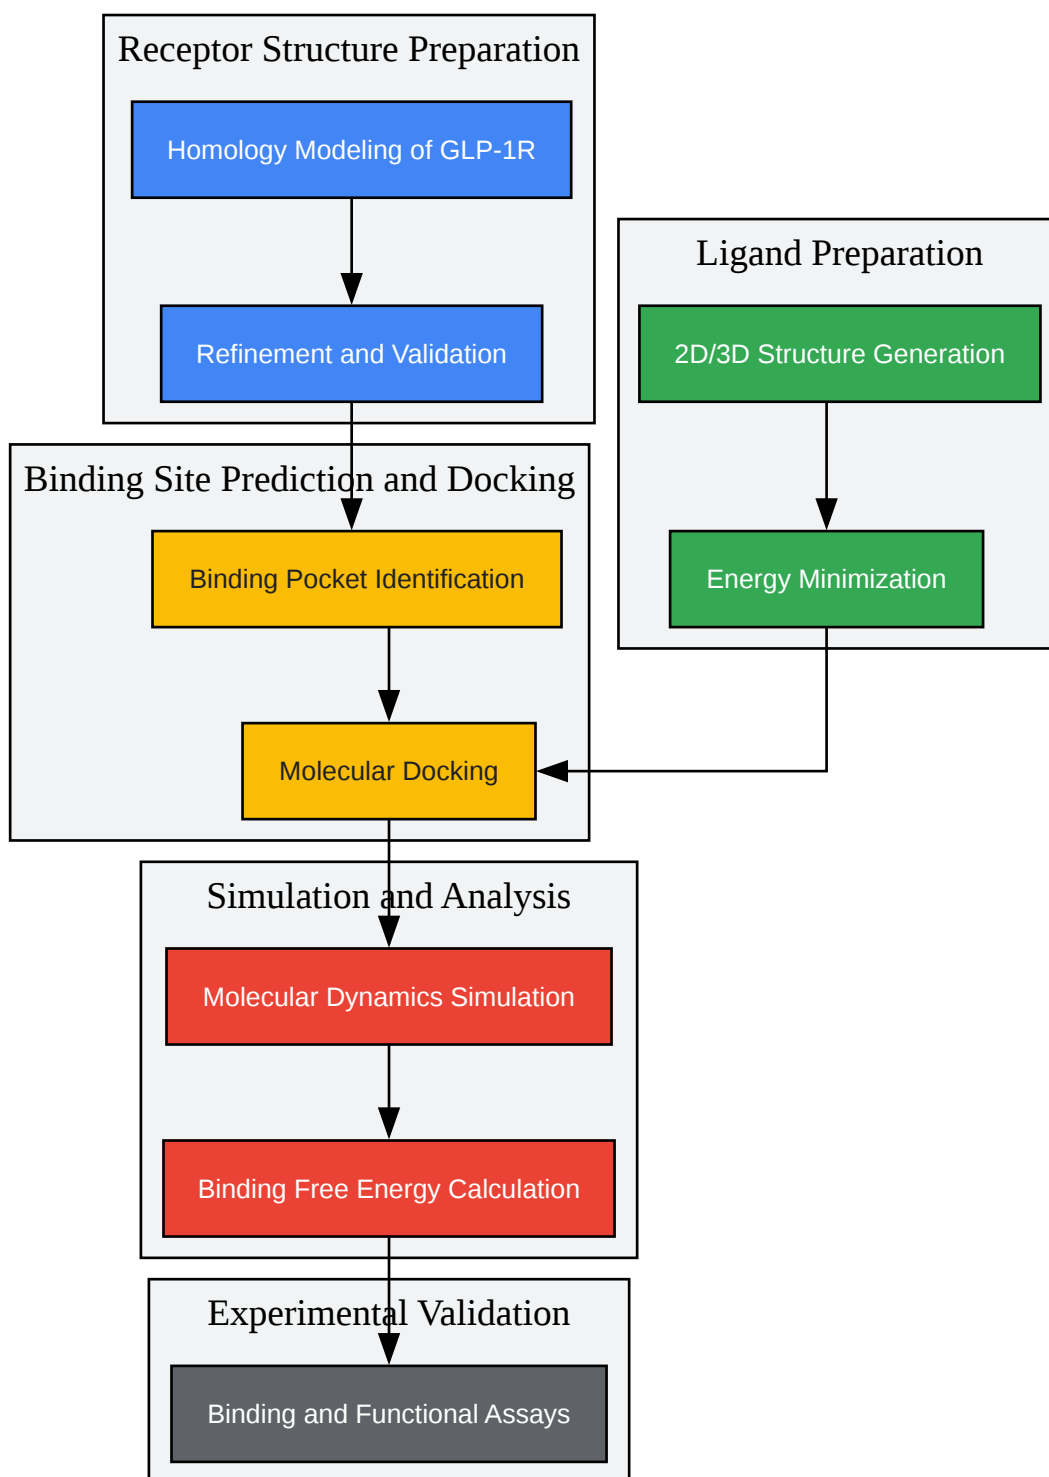 Receptor Structure Preparation
Homology Modeling of GLP-1R
Refinement and Validation
Ligand Preparation
2D/3D Structure Generation
Energy Minimization
Binding Site Prediction and Docking
Binding Pocket Identification
Molecular Docking
Simulation and Analysis
Molecular Dynamics Simulation
Binding Free Energy Calculation
Experimental Validation
Binding and Functional Assays